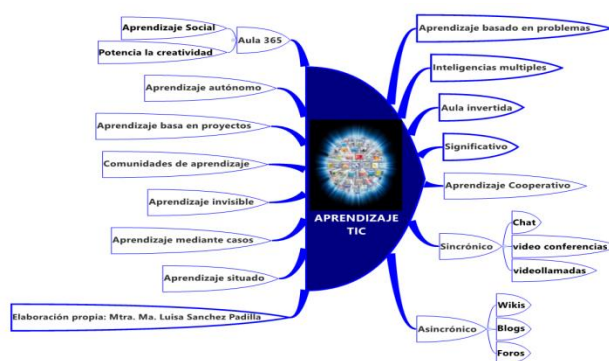 Aprendizaje Social
Potencia la creatividad
Aula 365
Aprendizaje autónomo
Aprendizaje basa en proyectos
Comunidades de aprendizaje
Aprendizaje invisible
Aprendizaje mediante casos
Aprendizaje situado
Elaboración propia: Mtra. Ma. Luisa Sanchez Padilla
APRENDIZAJE
TIC
Aprendizaje basado en problemas
Inteligencias multiples
Aula invertida
Significativo
Aprendizaje Cooperativo
Sincrónico
Chat
video conferencias
videollamadas
Asincrónico
Wikis
Blogs
Foros